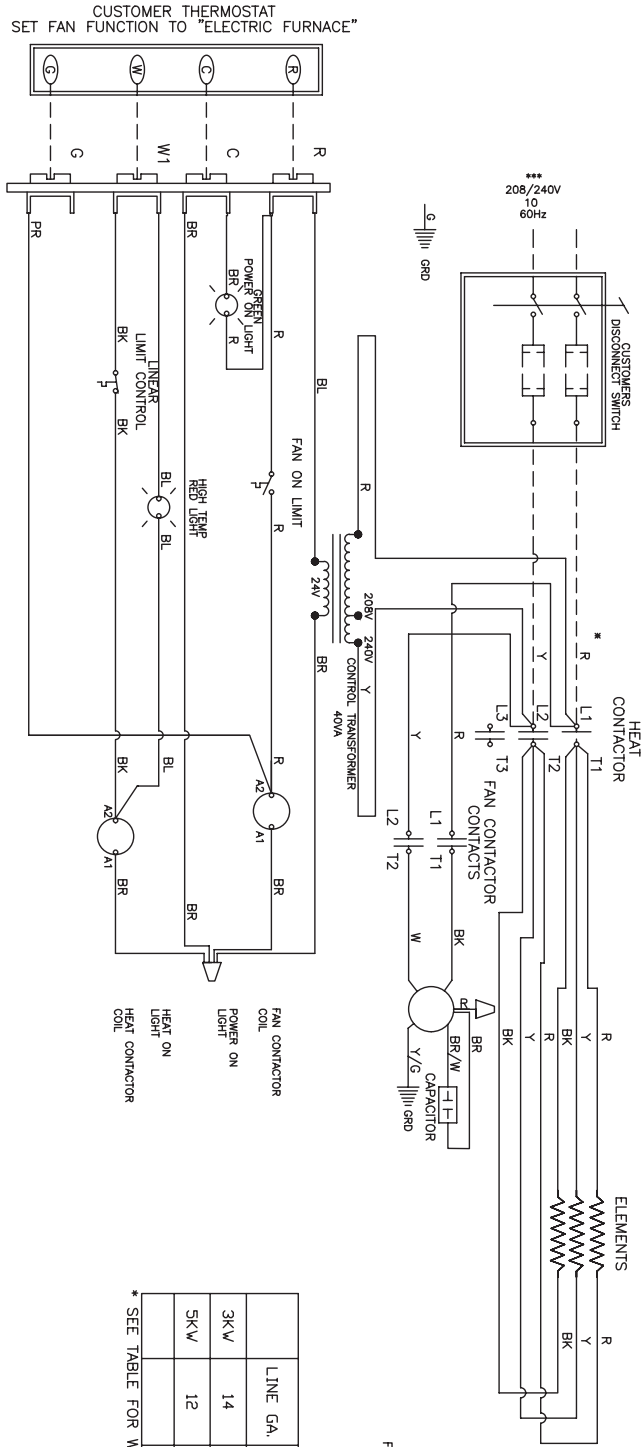 CUSTOMER THERMOSTAT
SET FAN FUNCTION TO "ELECTRIC FURNACE"
G
W
C
R
G
W1
C
R
***
208/240V
10
60Hz
G
GRD
CUSTOMERS
DISCONNECT SWITCH
PR
BK
LINEAR
LIMIT CONTROL
BK
BL
HIGH TEMP
RED LIGHT
BL
BR
BR
GREEN
POWER ON LIGHT
R
R
FAN ON LIMIT
R
BL
24V
BR
R
208V
240V
CONTROL TRANSFORMER
40VA
Y
*
R
Y
HEAT
CONTACTOR
L1
T1
L2
T2
L3
T3
Y
R
FAN CONTACTOR
CONTACTS
L1
T1
L2
T2
W
BK
R
BR
BR/W
Y/G
GRD
CAPACITOR
BK
BL
R
A2
A1
BR
A2
A1
BR
BR
FAN CONTACTOR
COIL
POWER ON
LIGHT
HEAT ON
LIGHT
HEAT CONTACTOR
COIL
R
Y
BK
R
Y
BK
ELEMENTS
R
Y
BK
LINE GA.
3KW
14
5KW
12
* SEE TABLE FOR W
F